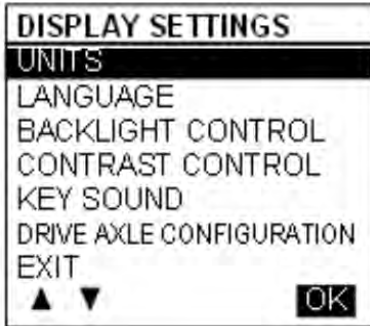 DISPLAY SETTINGS
UNITS
LANGUAGE
BACKLIGHT CONTROL
CONTRAST CONTROL
KEY SOUND
DRIVE AXLE CONFIGURATION
EXIT
▲ ▼ OK